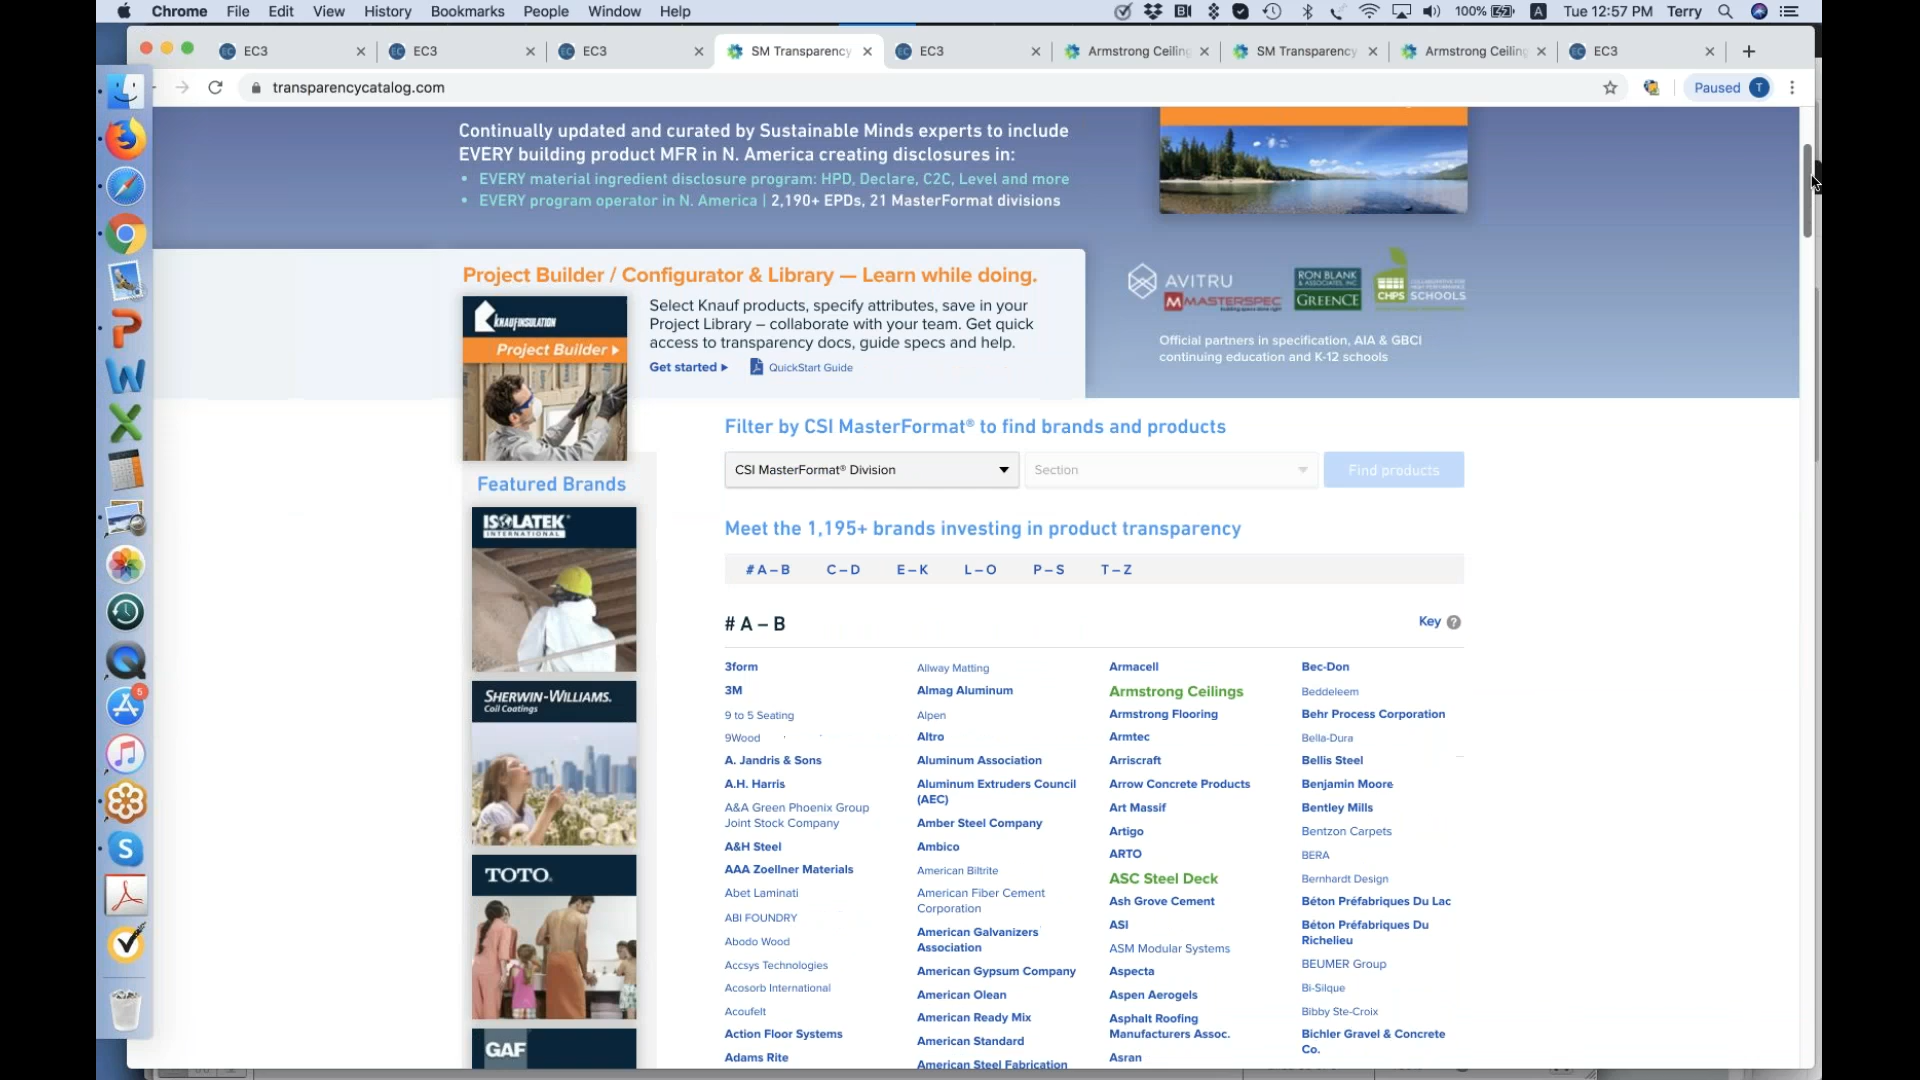 Chrome File Edit View History Bookmarks People Window Help
100% A Tue 12:57 PM Terry
EC3
EC3
EC3
SM Transparency
EC3
Armstrong Ceiling
SM Transparency
Armstrong Ceiling
EC3
transparencycatalog.com
Paused T
Continually updated and curated by Sustainable Minds experts to include
EVERY building product MFR in N. America creating disclosures in:
• EVERY material ingredient disclosure program: HPD, Declare, C2C, Level and more
• EVERY program operator in N. America | 2,190+ EPDs, 21 MasterFormat divisions
Project Builder / Configurator & Library — Learn while doing.
KNAUFINSULATION
Project Builder
Select Knauf products, specify attributes, save in your
Project Library – collaborate with your team. Get quick
access to transparency docs, guide specs and help.
Get started
QuickStart Guide
AVITRU
MASTERSPEC
RON BLANK
& ASSOCIATES, INC.
GREENCE
CHPS SCHOOLS
Official partners in specification, AIA & GBCI
continuing education and K-12 schools
Filter by CSI MasterFormat® to find brands and products
CSI MasterFormat® Division
Section
Find products
Featured Brands
ISOLATEK
INTERNATIONAL
SHERWIN-WILLIAMS.
Coil Coatings
TOTO
GAF
Meet the 1,195+ brands investing in product transparency
# A – B C – D E – K L – O P – S T – Z
# A – B
Key ?
3form
3M
9 to 5 Seating
9Wood
A. Jandris & Sons
A.H. Harris
A&A Green Phoenix Group
Joint Stock Company
A&H Steel
AAA Zoellner Materials
Abet Laminati
ABI FOUNDRY
Abodo Wood
Accsys Technologies
Acosorb International
Acoufelt
Action Floor Systems
Adams Rite
Allway Matting
Almag Aluminum
Alpen
Altro
Aluminum Association
Aluminum Extruders Council
(AEC)
Amber Steel Company
Ambico
American Biltrite
American Fiber Cement
Corporation
American Galvanizers
Association
American Gypsum Company
American Olean
American Ready Mix
American Standard
American Steel Fabrication
Armacell
Armstrong Ceilings
Armstrong Flooring
Armtec
Arriscraft
Arrow Concrete Products
Art Massif
Artigo
ARTO
ASC Steel Deck
Ash Grove Cement
ASI
ASM Modular Systems
Aspecta
Aspen Aerogels
Asphalt Roofing
Manufacturers Assoc.
Asran
Bec-Don
Beddeleem
Behr Process Corporation
Bella-Dura
Bellis Steel
Benjamin Moore
Bentley Mills
Bentzon Carpets
BERA
Bernhardt Design
Béton Préfabriques Du Lac
Béton Préfabriques Du
Richelieu
BEUMER Group
Bi-Silque
Bibby Ste-Croix
Bichler Gravel & Concrete
Co.
5